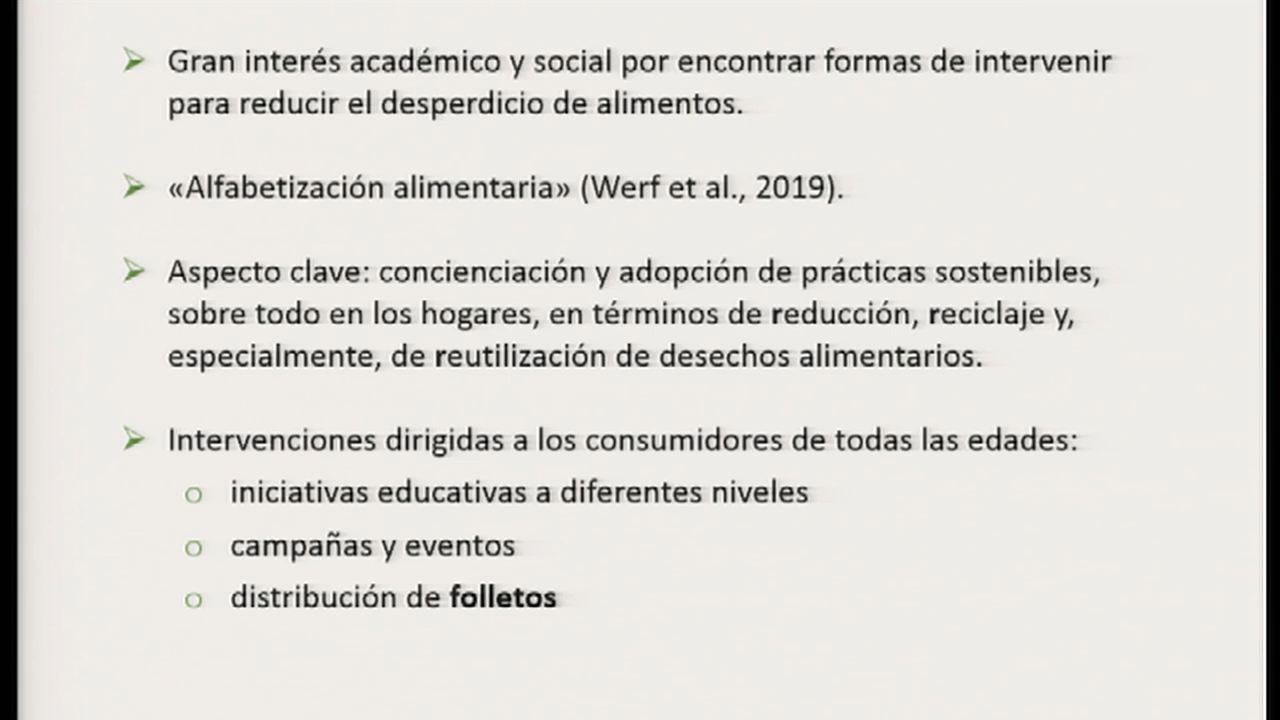 Gran interés académico y social por encontrar formas de intervenir
para reducir el desperdicio de alimentos.
«Alfabetización alimentaria» (Werf et al., 2019).
Aspecto clave: concienciación y adopción de prácticas sostenibles,
sobre todo en los hogares, en términos de reducción, reciclaje y,
especialmente, de reutilización de desechos alimentarios.
Intervenciones dirigidas a los consumidores de todas las edades:
iniciativas educativas a diferentes niveles
campañas y eventos
distribución de folletos